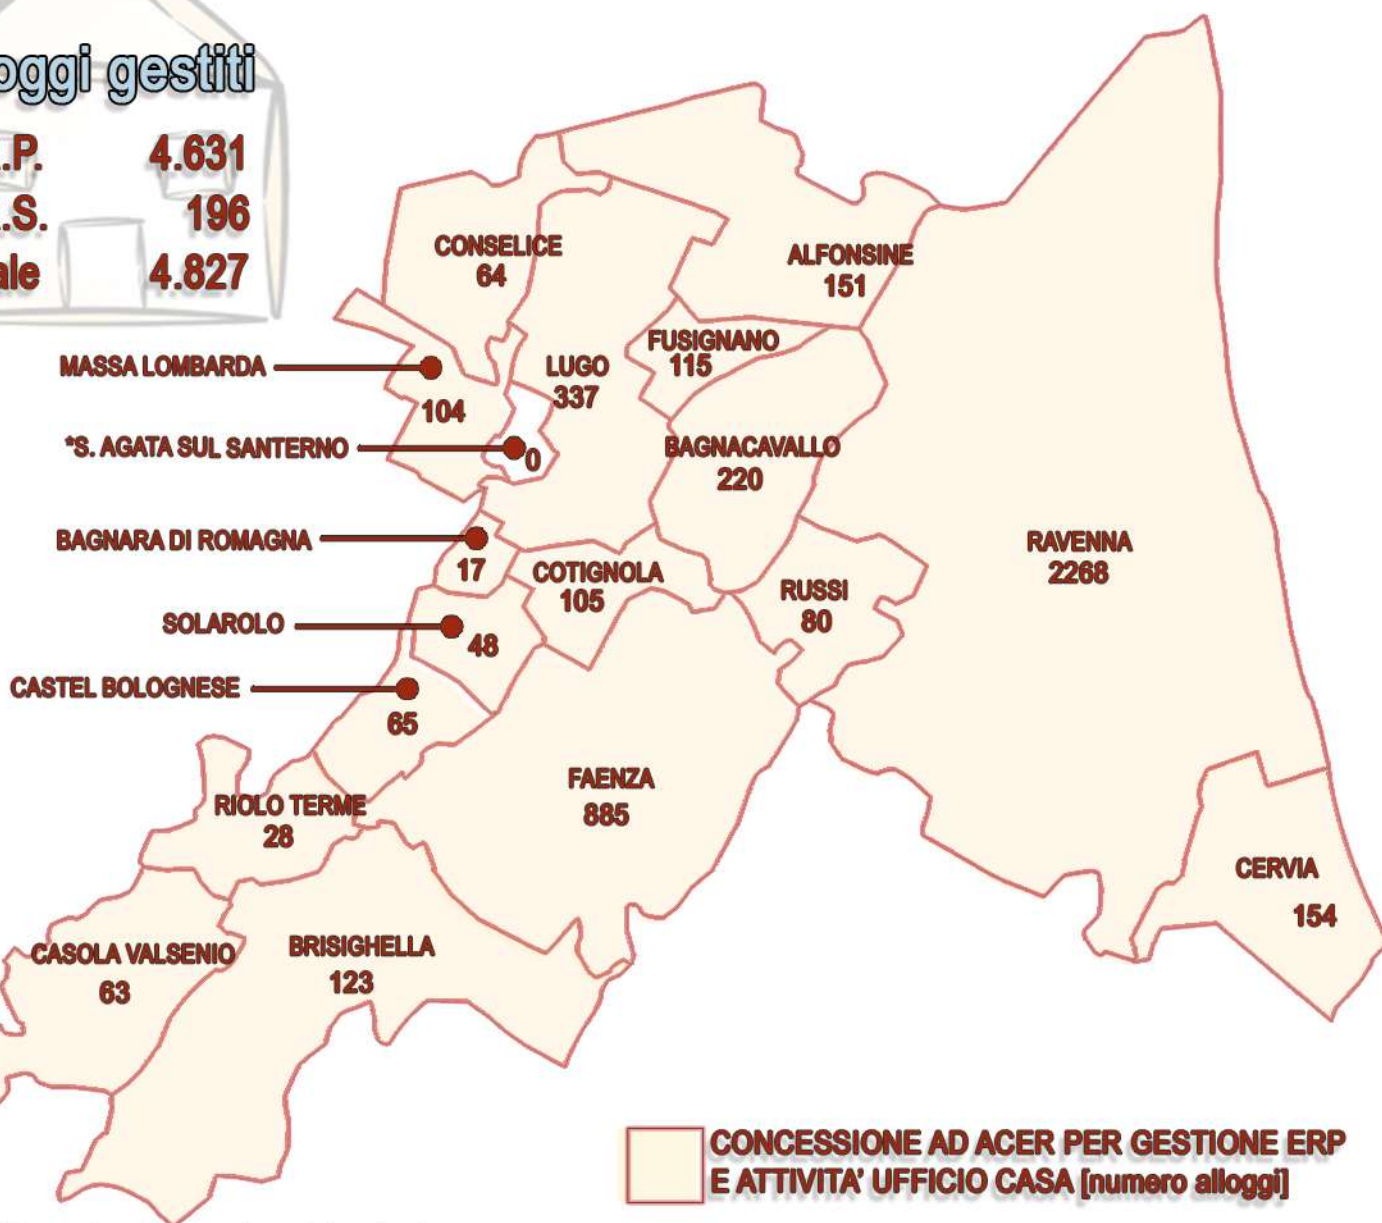 oggi gestiti
.P. 4.631
.S. 196
ale 4.827
CONSELICE
64
ALFONSINE
151
FUSIGNANO
115
MASSA LOMBARDA
104
LUGO
337
*S. AGATA SUL SANTERNO
0
BAGNACAVALLO
220
BAGNARA DI ROMAGNA
17
COTIGNOLA
105
RAVENNA
2268
RUSSI
80
SOLAROLO
48
CASTEL BOLOGNESE
65
FAENZA
885
RIOLO TERME
28
CERVIA
154
CASOLA VALSENIO
63
BRISIGHELLA
123
CONCESSIONE AD ACER PER GESTIONE ERP
E ATTIVITA' UFFICIO CASA [numero alloggi]